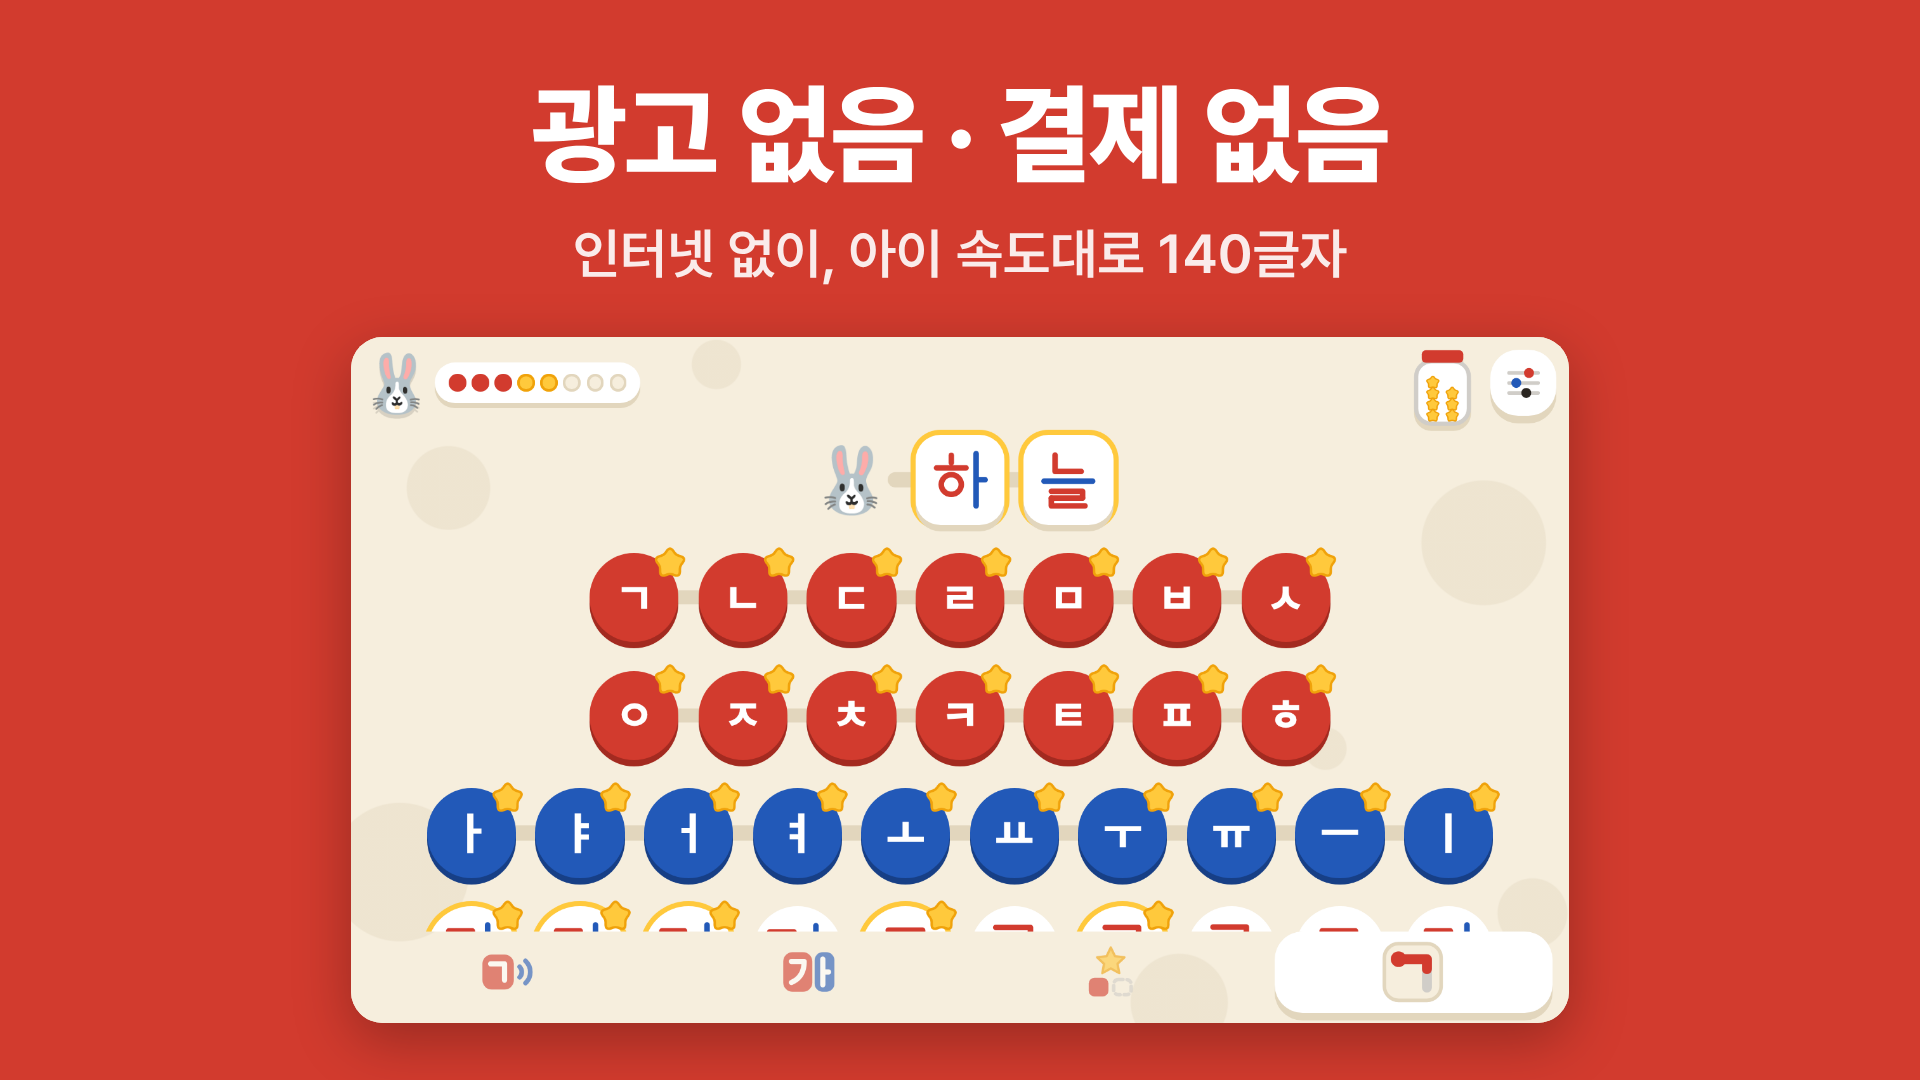 광고 없음 · 결제 없음
인터넷 없이, 아이 속도대로 140글자
하 늘
ㄱ ㄴ ㄷ ㄹ ㅁ ㅂ ㅅ
ㅇ ㅈ ㅊ ㅋ ㅌ ㅍ ㅎ
ㅏ ㅑ ㅓ ㅕ ㅗ ㅛ ㅜ ㅠ ㅡ ㅣ
ㄱ 가 ㄱ